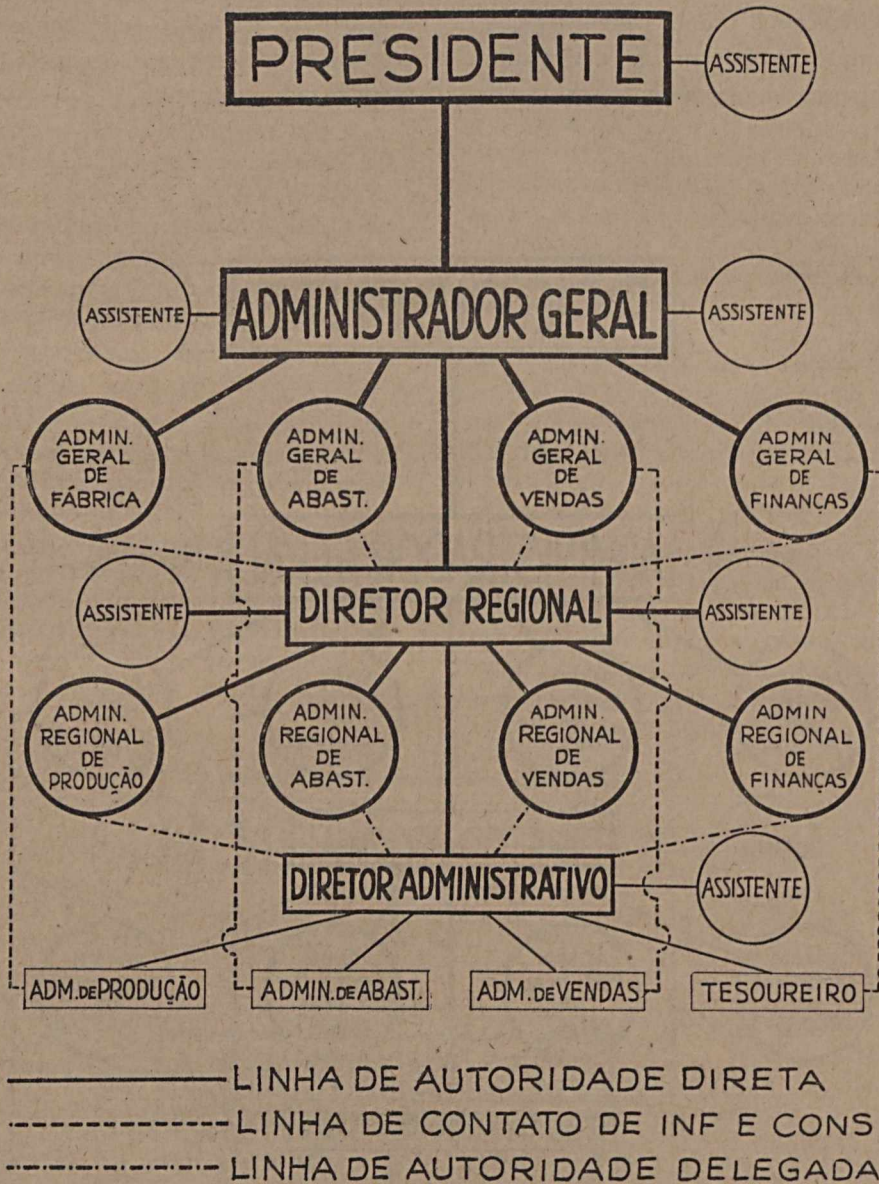 PRESIDENTE
ASSISTENTE
ASSISTENTE
ADMINISTRADOR GERAL
ASSISTENTE
ADMIN.
GERAL
DE
FÁBRICA
ADMIN.
GERAL
DE
ABAST.
ADMIN.
GERAL
DE
VENDAS
ADMIN
GERAL
DE
FINANÇAS
ASSISTENTE
DIRETOR REGIONAL
ASSISTENTE
ADMIN.
REGIONAL
DE
PRODUÇÃO
ADMIN.
REGIONAL
DE
ABAST.
ADMIN.
REGIONAL
DE
VENDAS
ADMIN
REGIONAL
DE
FINANÇAS
DIRETOR ADMINISTRATIVO
ASSISTENTE
ADM. DE PRODUÇÃO
ADMIN. DE ABAST.
ADM. DE VENDAS
TESOUREIRO
LINHA DE AUTORIDADE DIRETA
LINHA DE CONTATO DE INF E CONS
LINHA DE AUTORIDADE DELEGADA